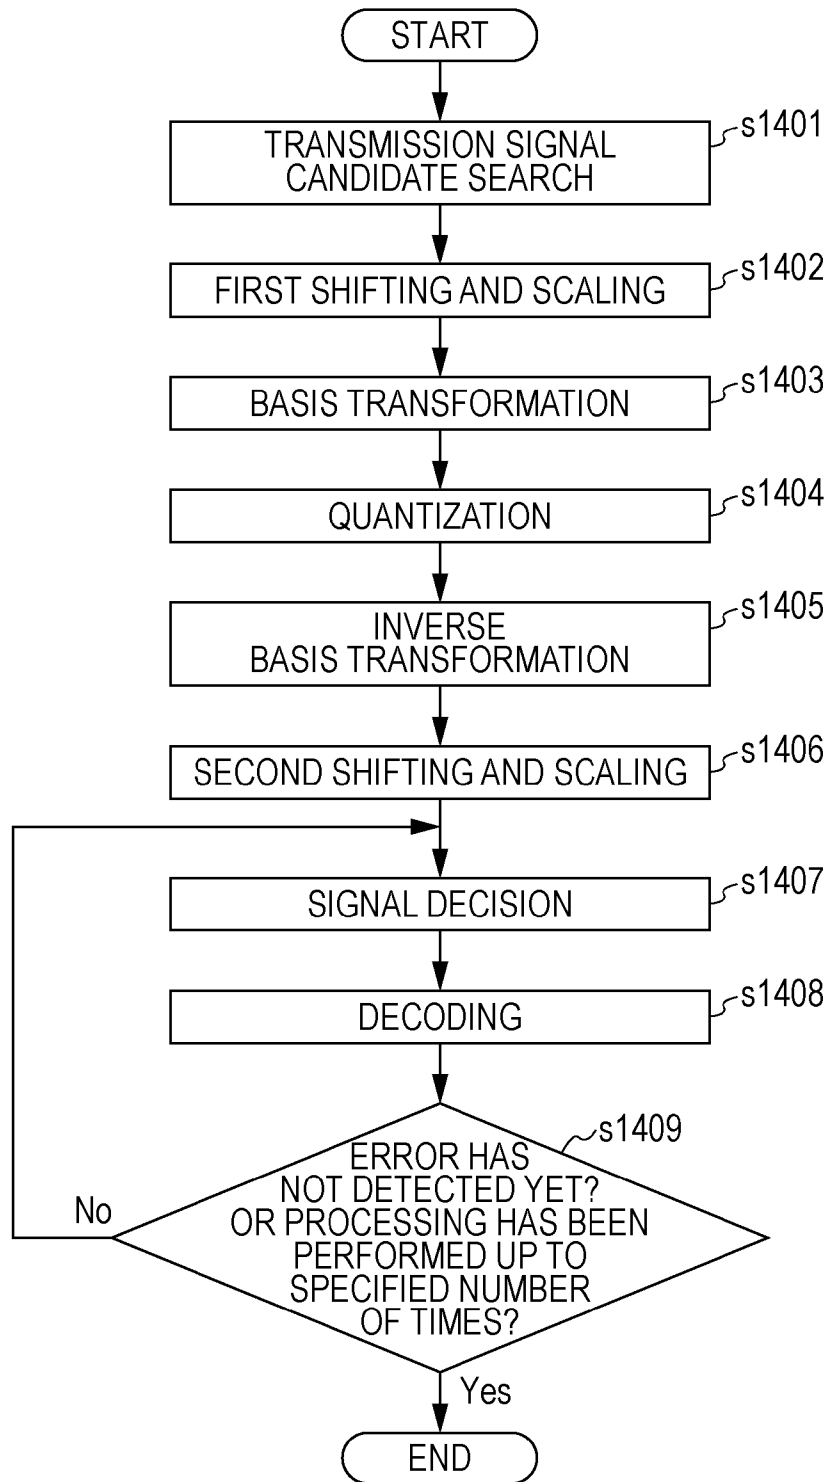 START
TRANSMISSION SIGNAL
CANDIDATE SEARCH
s1401
FIRST SHIFTING AND SCALING
s1402
BASIS TRANSFORMATION
s1403
QUANTIZATION
s1404
INVERSE
BASIS TRANSFORMATION
s1405
SECOND SHIFTING AND SCALING
s1406
SIGNAL DECISION
s1407
DECODING
s1408
s1409
ERROR HAS
NOT DETECTED YET?
OR PROCESSING HAS BEEN
PERFORMED UP TO
SPECIFIED NUMBER
OF TIMES?
No
Yes
END